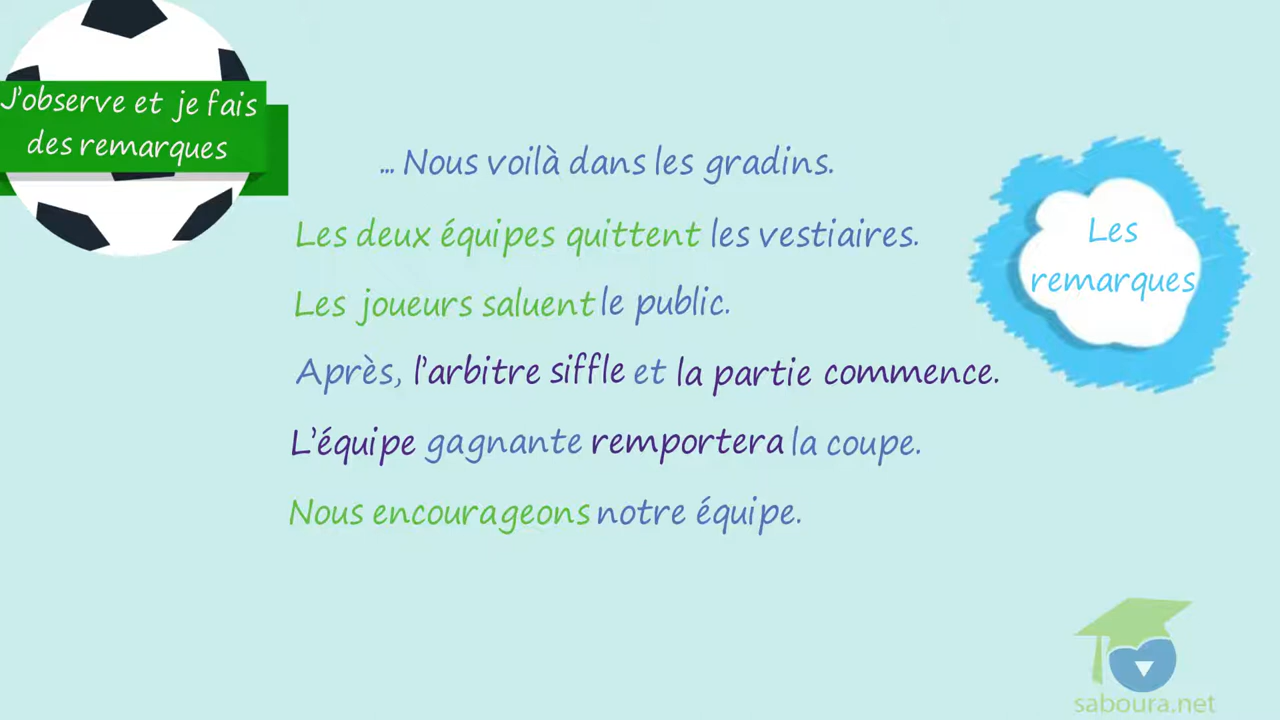 J'observe et je fais
des remarques
... Nous voilà dans les gradins.
Les deux équipes quittent les vestiaires.
Les joueurs saluent le public.
Après, l'arbitre siffle et la partie commence.
L'équipe gagnante remportera la coupe.
Nous encourageons notre équipe.
Les
remarques
saboura.net